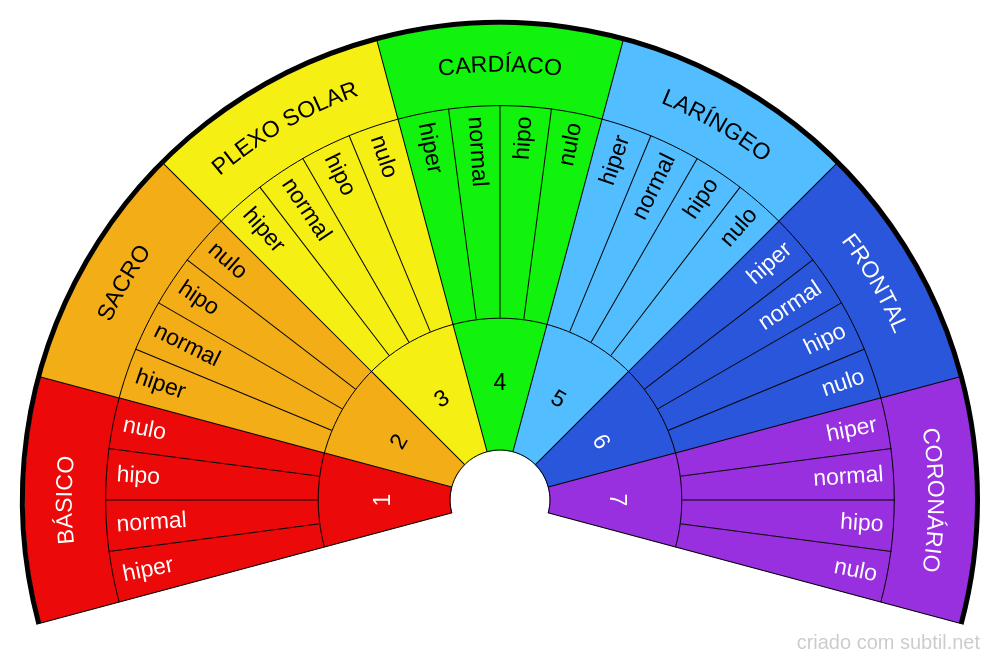 BÁSICO
hiper
normal
hipo
nulo
1
SACRO
hiper
normal
hipo
nulo
2
PLEXO SOLAR
hiper
normal
hipo
nulo
3
CARDÍACO
hiper
normal
hipo
nulo
4
LARÍNGEO
hiper
normal
hipo
nulo
5
FRONTAL
hiper
normal
hipo
nulo
6
CORONÁRIO
hiper
normal
hipo
nulo
7
criado com subtil.net